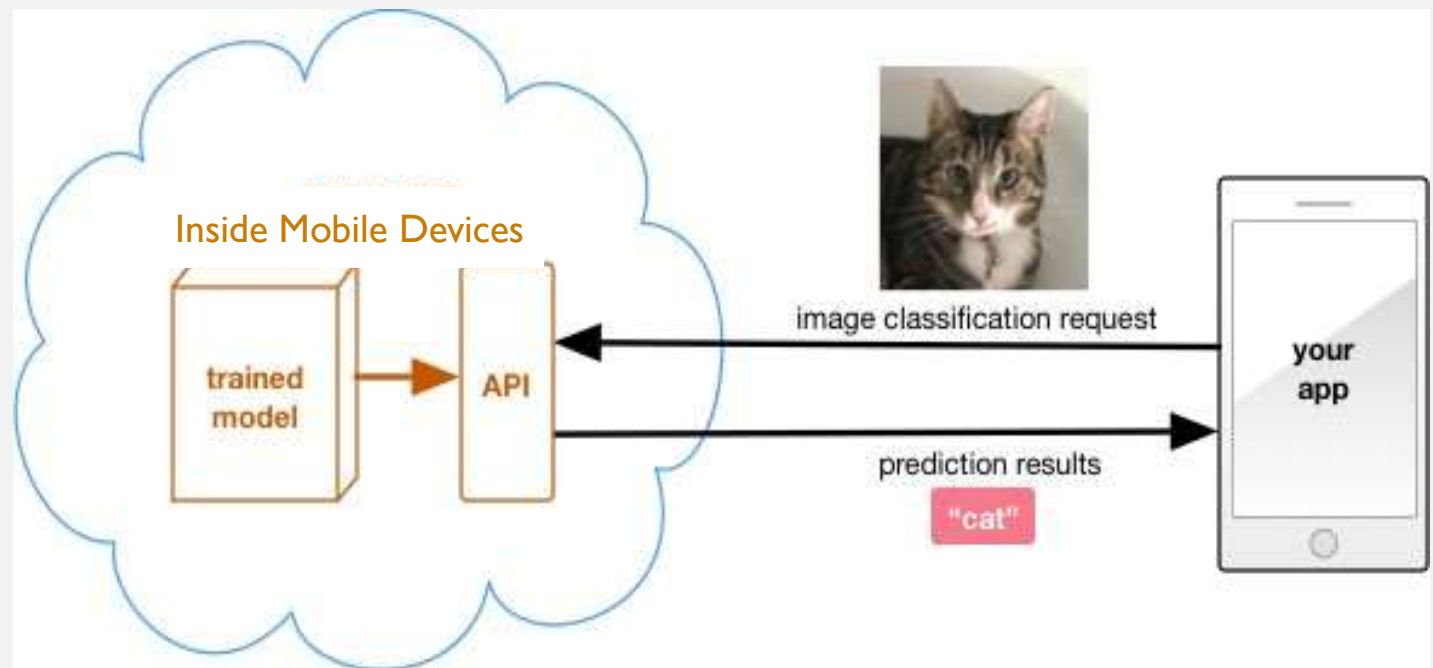 Inside Mobile Devices
trained
model
API
image classification request
prediction results
"cat"
your
app